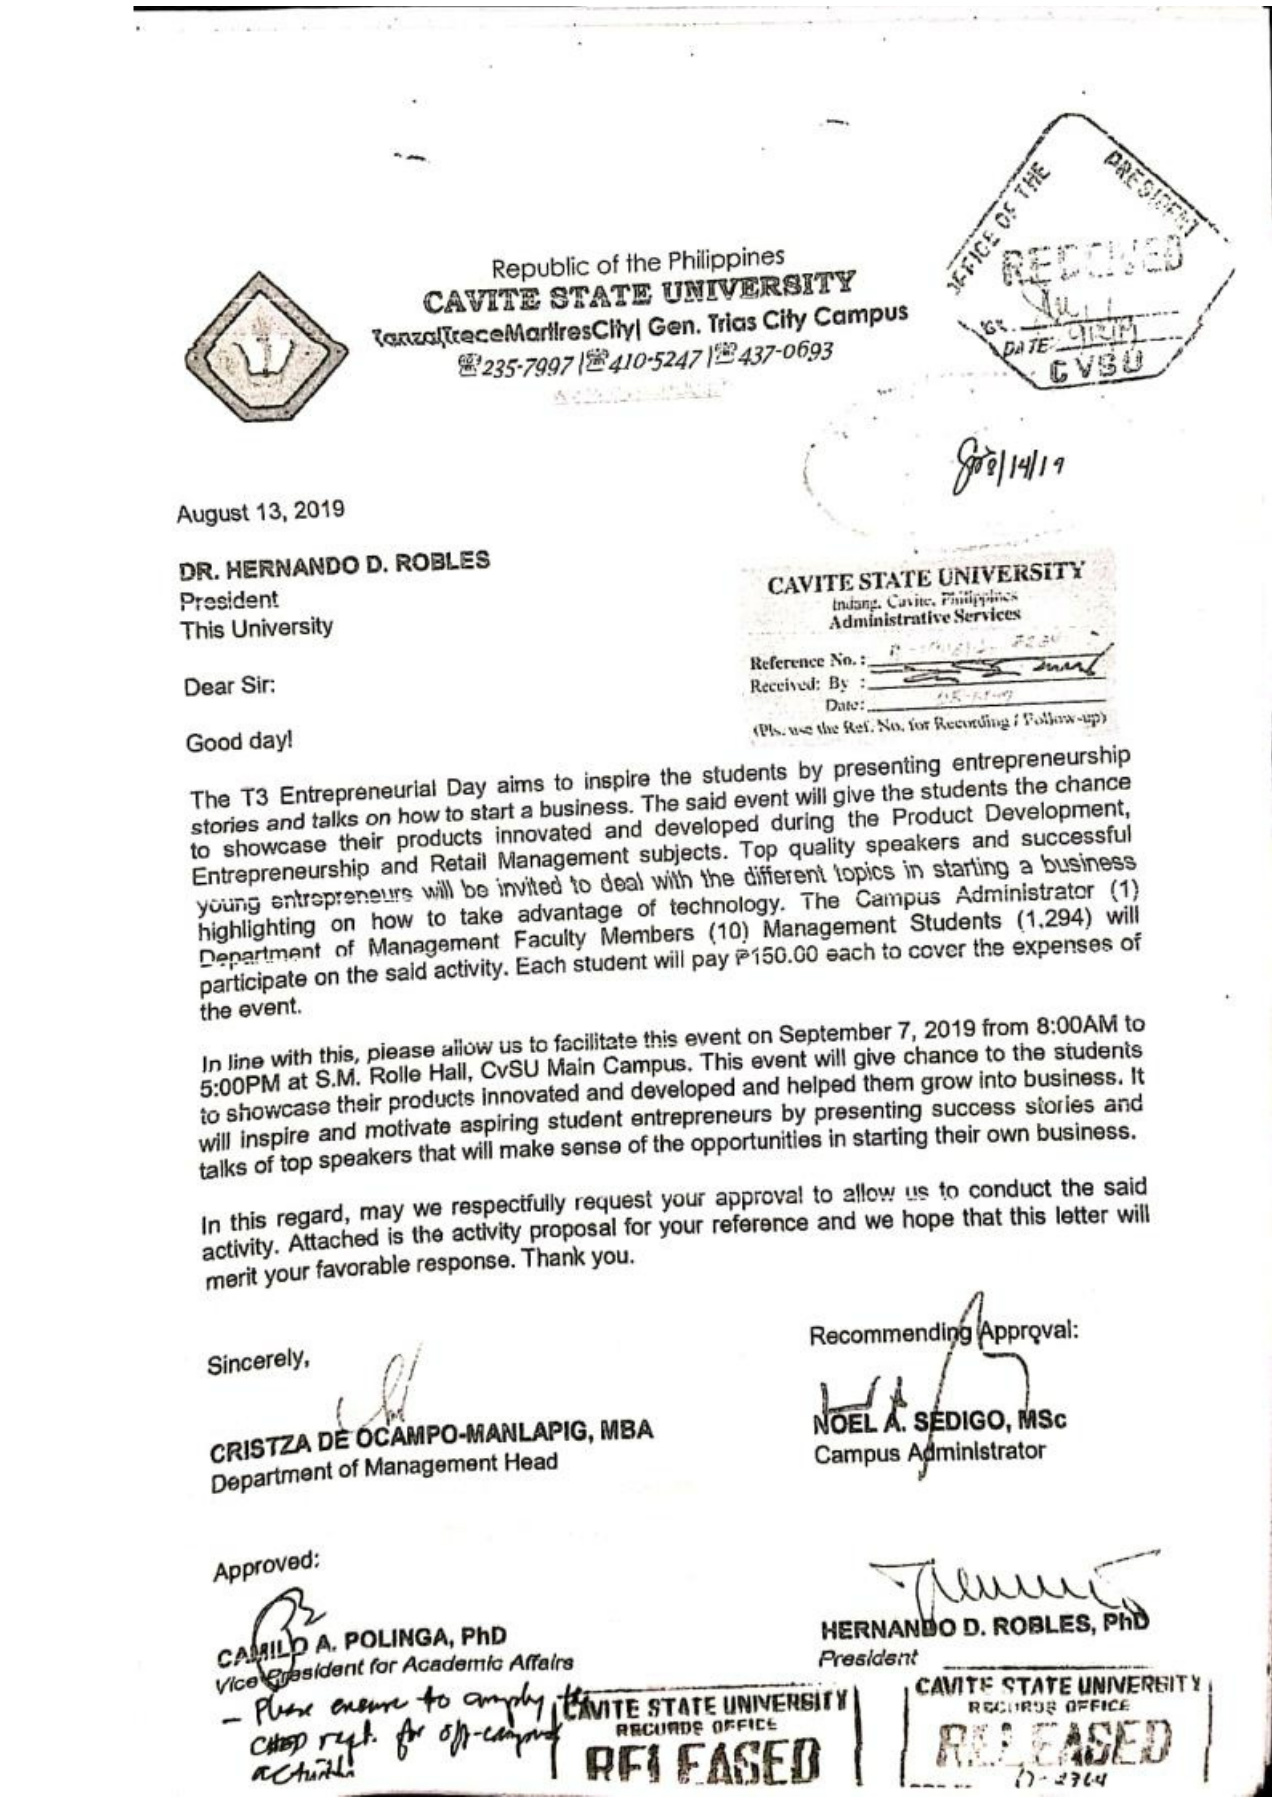 Republic of the Philippines
CAVITE STATE UNIVERSITY
Tanza|TreceMartiresCity| Gen. Trias City Campus
☏235-7997 |☏410-5247 |☏437-0693
OFFICE OF THE PRESIDENT
RECEIVED
DATE:
CVSU
8/14/19
August 13, 2019
DR. HERNANDO D. ROBLES
President
This University
CAVITE STATE UNIVERSITY
Indang, Cavite, Philippines
Administrative Services
Reference No. :
Received: By :
Date:
(Pls. use the Ref. No. for Recording / Follow-up)
Dear Sir:
Good day!
The T3 Entrepreneurial Day aims to inspire the students by presenting entrepreneurship
stories and talks on how to start a business. The said event will give the students the chance
to showcase their products innovated and developed during the Product Development,
Entrepreneurship and Retail Management subjects. Top quality speakers and successful
young entrepreneurs will be invited to deal with the different topics in starting a business
highlighting on how to take advantage of technology. The Campus Administrator (1)
Department of Management Faculty Members (10) Management Students (1,294) will
participate on the said activity. Each student will pay ₱150.00 each to cover the expenses of
the event.
In line with this, please allow us to facilitate this event on September 7, 2019 from 8:00AM to
5:00PM at S.M. Rolle Hall, CvSU Main Campus. This event will give chance to the students
to showcase their products innovated and developed and helped them grow into business. It
will inspire and motivate aspiring student entrepreneurs by presenting success stories and
talks of top speakers that will make sense of the opportunities in starting their own business.
In this regard, may we respectfully request your approval to allow us to conduct the said
activity. Attached is the activity proposal for your reference and we hope that this letter will
merit your favorable response. Thank you.
Sincerely,
CRISTZA DE OCAMPO-MANLAPIG, MBA
Department of Management Head
Recommending Approval:
NOEL A. SEDIGO, MSc
Campus Administrator
Approved:
CAMILO A. POLINGA, PhD
Vice President for Academic Affairs
HERNANDO D. ROBLES, PhD
President
- Please ensure to comply the
CHED reqt. for off-campus
activities
CAVITE STATE UNIVERSITY
RECORDS OFFICE
RELEASED
CAVITE STATE UNIVERSITY
RECORDS OFFICE
RELEASED